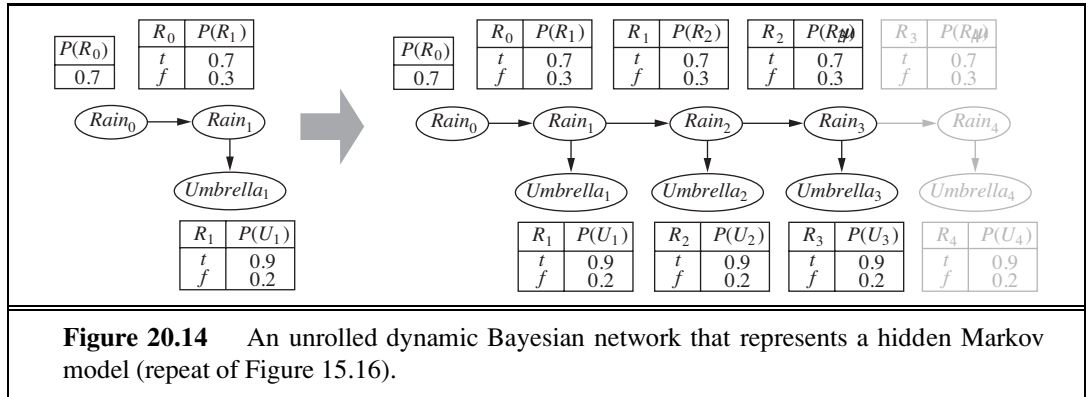 R0 P(R1) R0 P(R1) R1 P(R2) R2 R3
P(R0) t 0.7 P(R0) t 0.7 t 0.7 t 0.7 t 0.7
0.7 f 0.3 0.7 f 0.3 f 0.3 f 0.3 f 0.3
Rain0 Rain1 Rain0 Rain1 Rain2 Rain3 Rain4
Umbrella1 Umbrella1 Umbrella2 Umbrella3 Umbrella4
R1 P(U1) R1 P(U1) R2 P(U2) R3 P(U3) R4 P(U4)
t 0.9 t 0.9 t 0.9 t 0.9 t 0.9
f 0.2 f 0.2 f 0.2 f 0.2 f 0.2
Figure 20.14 An unrolled dynamic Bayesian network that represents a hidden Markov
model (repeat of Figure 15.16).